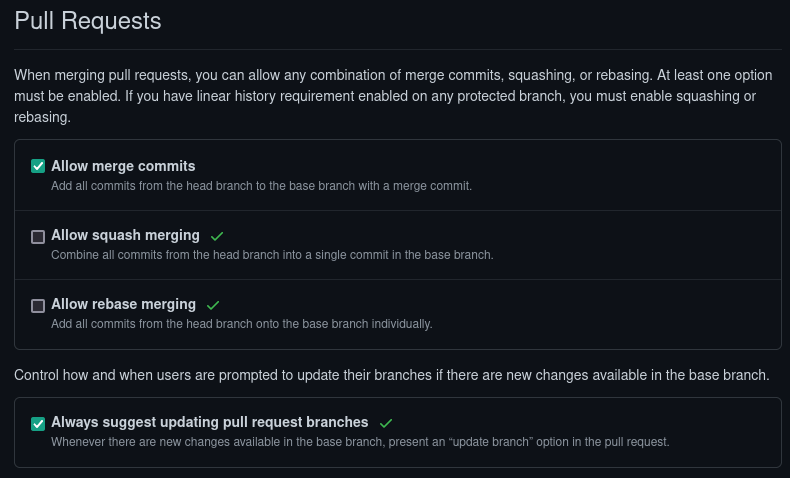 Pull Requests
When merging pull requests, you can allow any combination of merge commits, squashing, or rebasing. At least one option
must be enabled. If you have linear history requirement enabled on any protected branch, you must enable squashing or
rebasing.
Allow merge commits
Add all commits from the head branch to the base branch with a merge commit.
Allow squash merging
Combine all commits from the head branch into a single commit in the base branch.
Allow rebase merging
Add all commits from the head branch onto the base branch individually.
Control how and when users are prompted to update their branches if there are new changes available in the base branch.
Always suggest updating pull request branches
Whenever there are new changes available in the base branch, present an “update branch” option in the pull request.